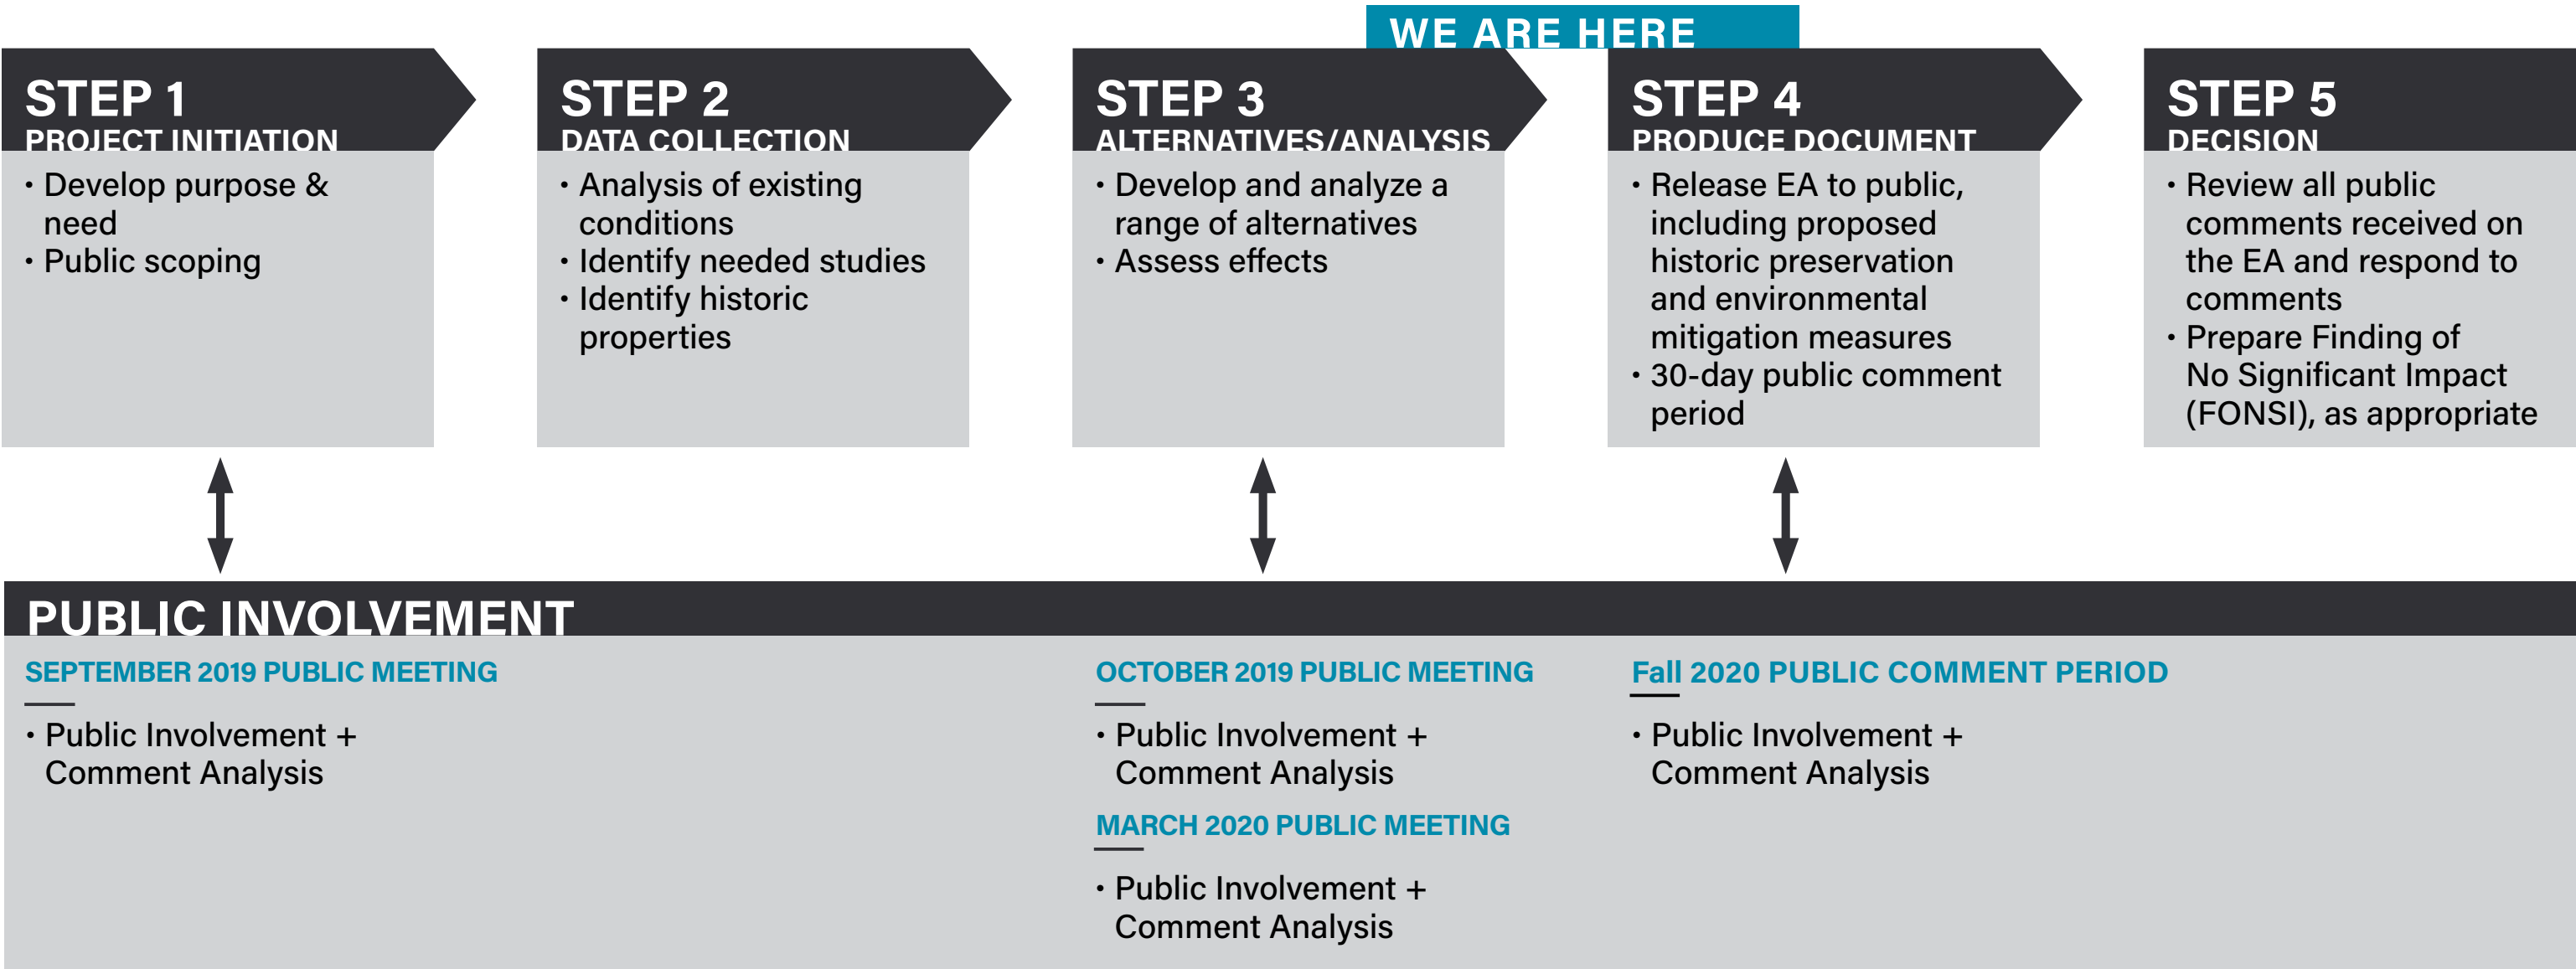 WE ARE HERE
STEP 1
PROJECT INITIATION
• Develop purpose &
need
• Public scoping
STEP 2
DATA COLLECTION
• Analysis of existing
conditions
• Identify needed studies
• Identify historic
properties
STEP 3
ALTERNATIVES/ANALYSIS
• Develop and analyze a
range of alternatives
• Assess effects
STEP 4
PRODUCE DOCUMENT
• Release EA to public,
including proposed
historic preservation
and environmental
mitigation measures
• 30-day public comment
period
STEP 5
DECISION
• Review all public
comments received on
the EA and respond to
comments
• Prepare Finding of
No Significant Impact
(FONSI), as appropriate
PUBLIC INVOLVEMENT
SEPTEMBER 2019 PUBLIC MEETING
• Public Involvement +
Comment Analysis
OCTOBER 2019 PUBLIC MEETING
• Public Involvement +
Comment Analysis
MARCH 2020 PUBLIC MEETING
• Public Involvement +
Comment Analysis
Fall 2020 PUBLIC COMMENT PERIOD
• Public Involvement +
Comment Analysis